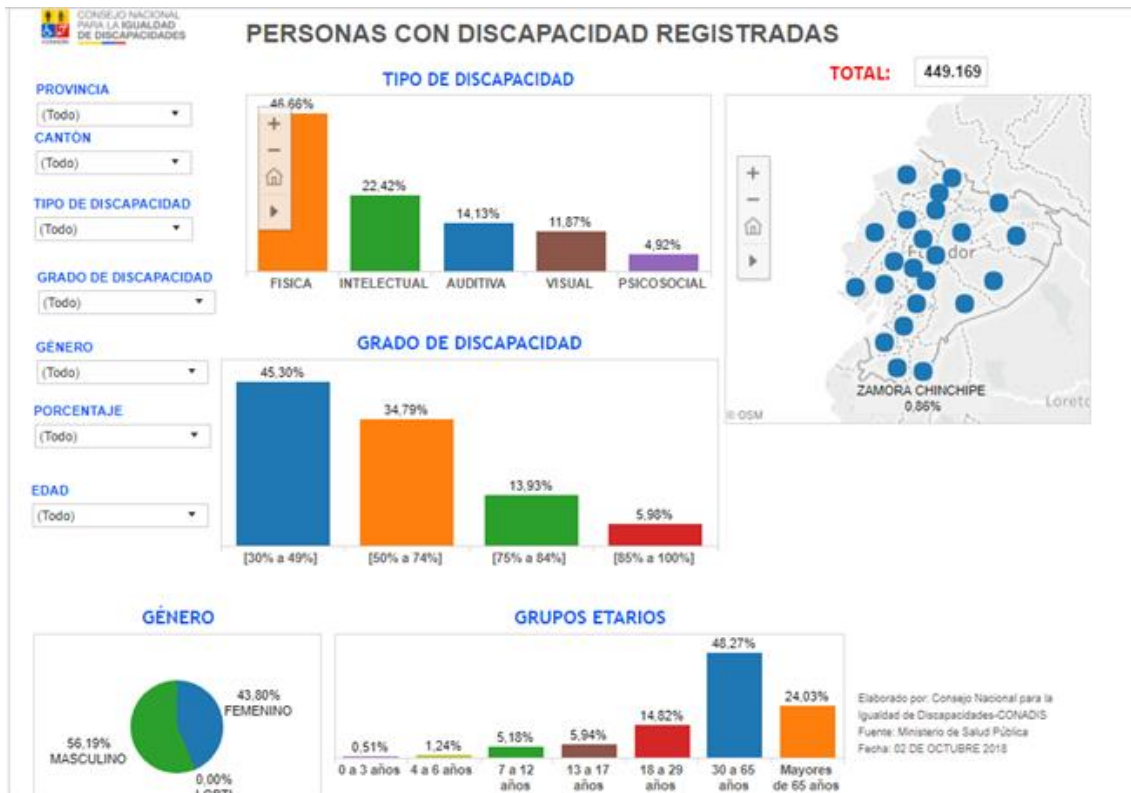 CONSEJO NACIONAL
PARA LA IGUALDAD
DE DISCAPACIDADES
PERSONAS CON DISCAPACIDAD REGISTRADAS
TOTAL: 449.169
PROVINCIA
(Todo)
CANTÓN
(Todo)
TIPO DE DISCAPACIDAD
(Todo)
GRADO DE DISCAPACIDAD
(Todo)
GÉNERO
(Todo)
PORCENTAJE
(Todo)
EDAD
(Todo)
TIPO DE DISCAPACIDAD
46,66%
22,42%
14,13%
11,87%
4,92%
FISICA INTELECTUAL AUDITIVA VISUAL PSICOSOCIAL
ZAMORA CHINCHIPE
0,86%
Loreto
© OSM
GRADO DE DISCAPACIDAD
45,30%
34,79%
13,93%
5,98%
[30% a 49%] [50% a 74%] [75% a 84%] [85% a 100%]
GÉNERO
43,80%
FEMENINO
56,19%
MASCULINO
0,00%
GRUPOS ETARIOS
0,51%
1,24%
5,18%
5,94%
14,82%
48,27%
24,03%
0 a 3 años 4 a 6 años 7 a 12 13 a 17 18 a 29 30 a 65 Mayores
años años años años de 65 años
Elaborado por: Consejo Nacional para la
Igualdad de Discapacidades-CONADIS
Fuente: Ministerio de Salud Pública
Fecha: 02 DE OCTUBRE 2018